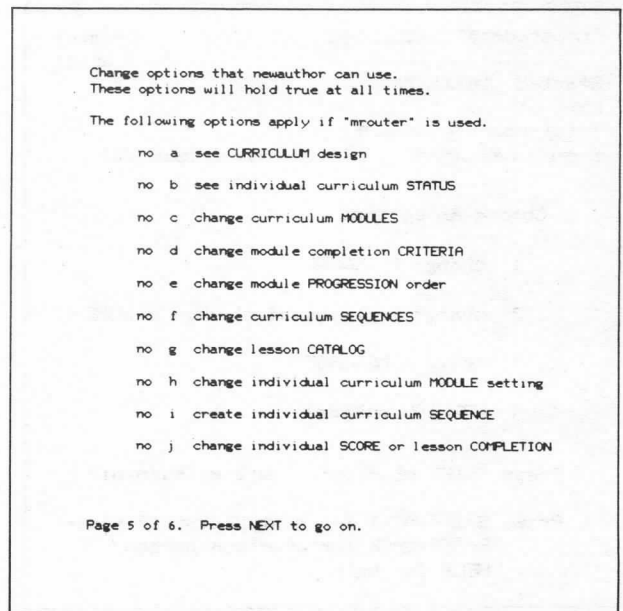 Change options that newauthor can use.
These options will hold true at all times.
The following options apply if "mrouter" is used.
no a see CURRICULUM design
no b see individual curriculum STATUS
no c change curriculum MODULES
no d change module completion CRITERIA
no e change module PROGRESSION order
no f change curriculum SEQUENCES
no g change lesson CATALOG
no h change individual curriculum MODULE setting
no i create individual curriculum SEQUENCE
no j change individual SCORE or lesson COMPLETION
Page 5 of 6. Press NEXT to go on.